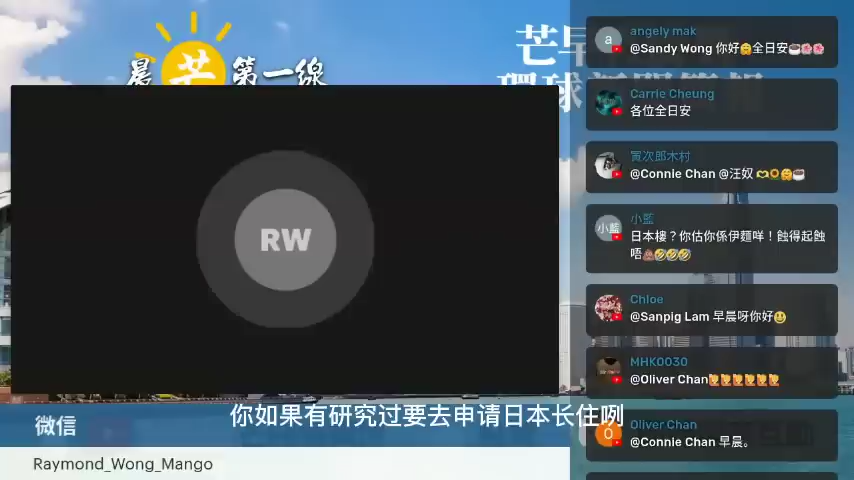 晨芒第一線
芒早
RW
你如果有研究过要去申请日本长住咧
微信
Raymond_Wong_Mango
a
angely mak
@Sandy Wong 你好🤗全日安☕🌸🌸
Carrie Cheung
各位全日安
寅次郎木村
@Connie Chan @汪奴 🫶🌻🤗☕
小藍
小藍
日本樓？你估你係伊麵咩！蝕得起蝕
唔💩🤣🤣🤣
Chloe
@Sanpig Lam 早晨呀你好😃
MHK0030
@Oliver Chan🙋🙋🙋🙋🙋🙋
O
Oliver Chan
@Connie Chan 早晨。